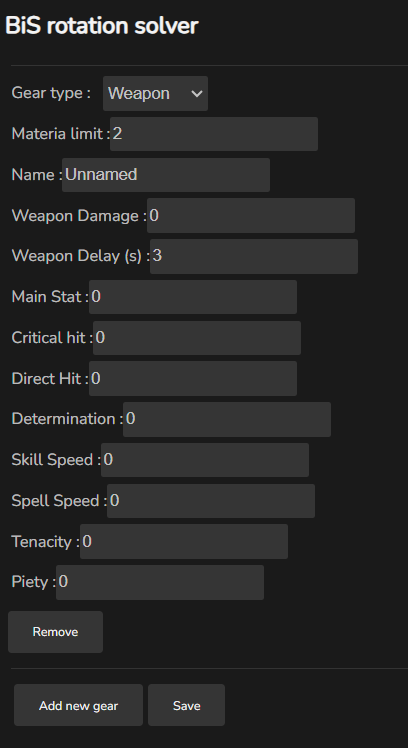 BiS rotation solver
Gear type : Weapon
Materia limit : 2
Name : Unnamed
Weapon Damage : 0
Weapon Delay (s) : 3
Main Stat : 0
Critical hit : 0
Direct Hit : 0
Determination : 0
Skill Speed : 0
Spell Speed : 0
Tenacity : 0
Piety : 0
Remove
Add new gear Save